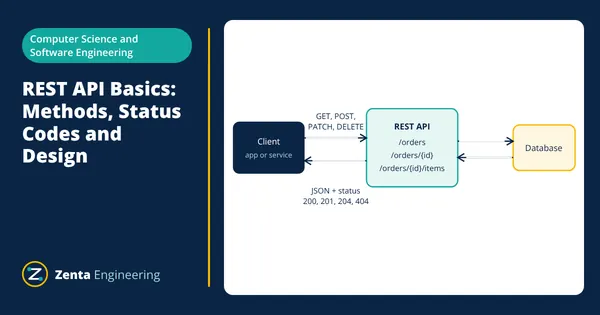 Computer Science and
Software Engineering
REST API Basics:
Methods, Status
Codes and
Design
Zenta Engineering
GET, POST,
PATCH, DELETE
Client
app or service
JSON + status
200, 201, 204, 404
REST API
/orders
/orders/{id}
/orders/{id}/items
Database